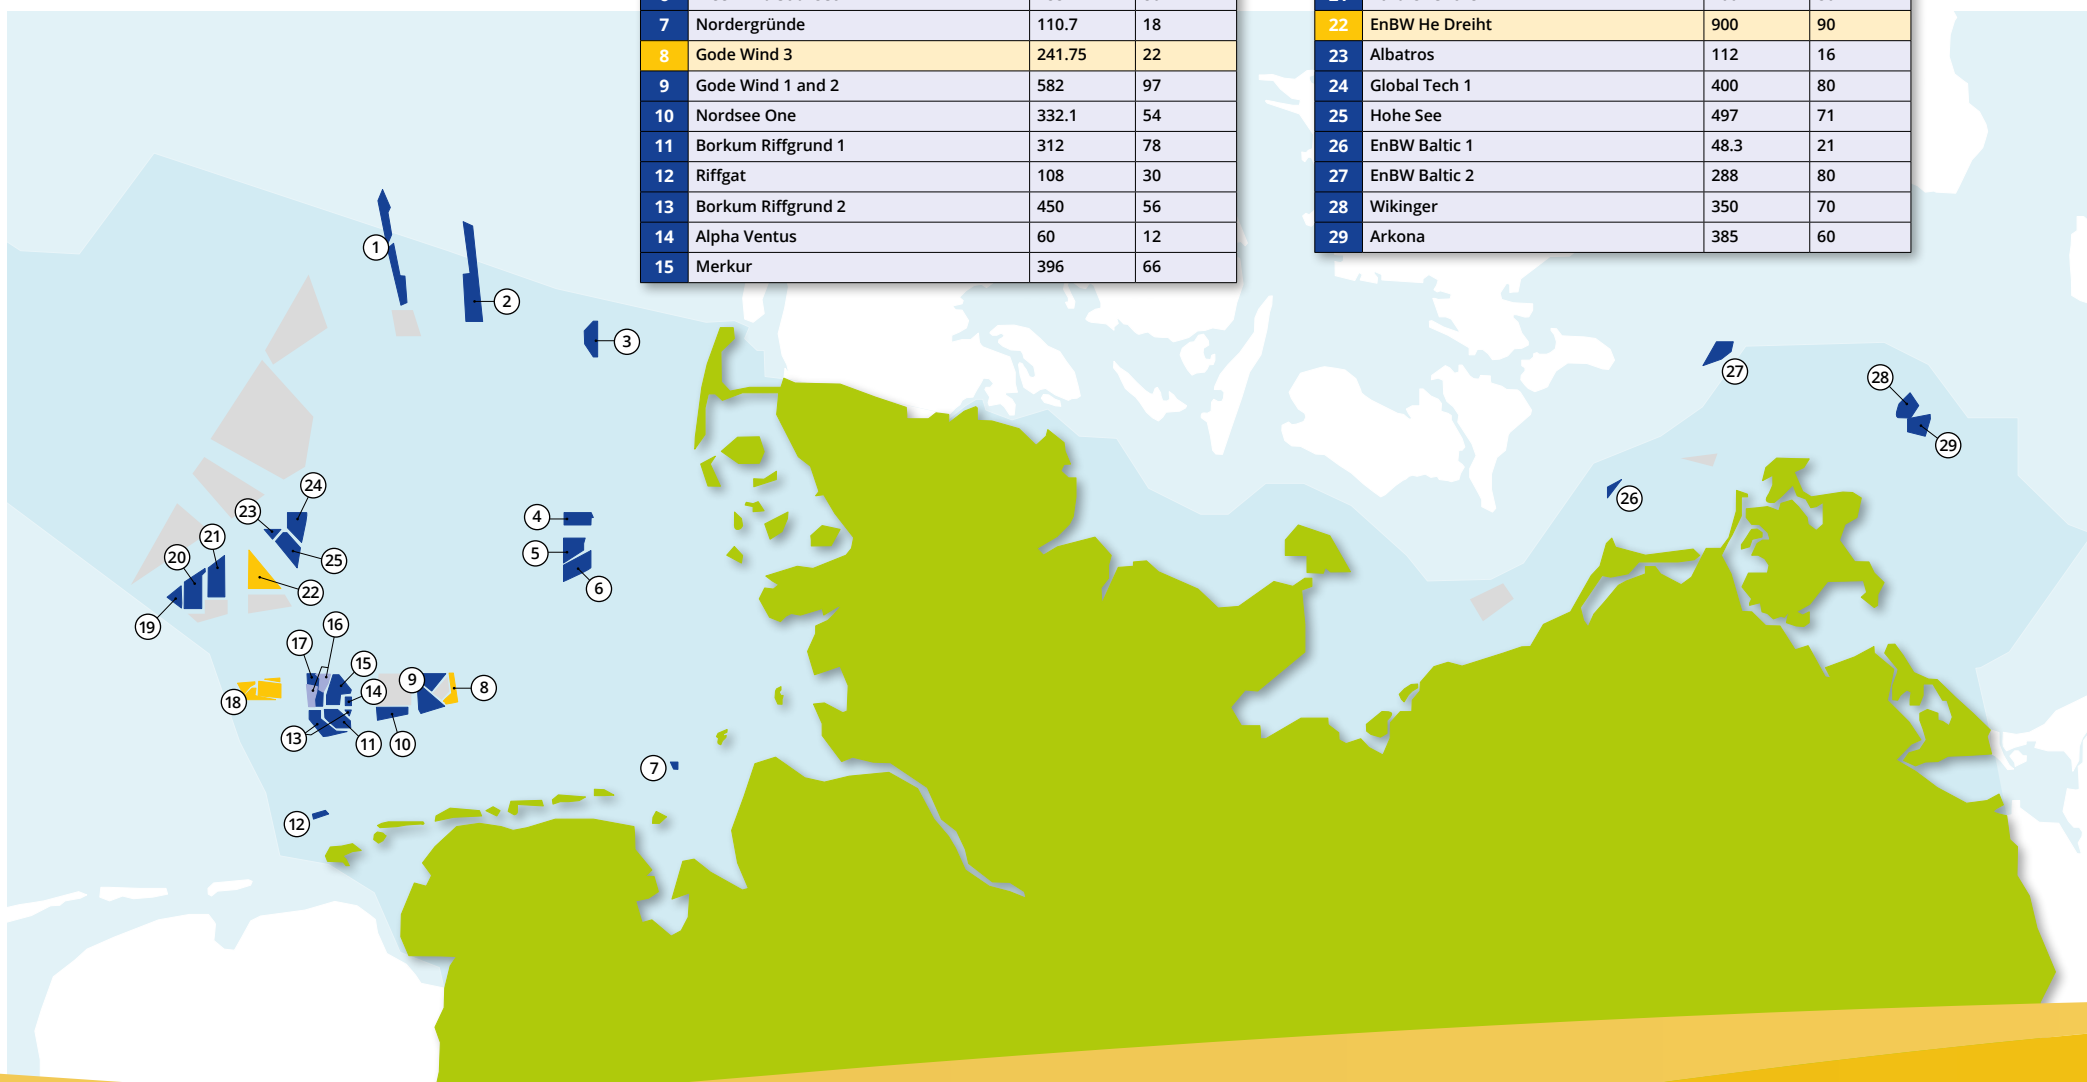 7 Nordergründe 110.7 18
8 Gode Wind 3 241.75 22
9 Gode Wind 1 and 2 582 97
10 Nordsee One 332.1 54
11 Borkum Riffgrund 1 312 78
12 Riffgat 108 30
13 Borkum Riffgrund 2 450 56
14 Alpha Ventus 60 12
15 Merkur 396 66
22 EnBW He Dreiht 900 90
23 Albatros 112 16
24 Global Tech 1 400 80
25 Hohe See 497 71
26 EnBW Baltic 1 48.3 21
27 EnBW Baltic 2 288 80
28 Wikinger 350 70
29 Arkona 385 60
1
2
3
27
28
29
26
24
23
21
20
25
22
19
4
5
6
16
17
15
14
9
8
18
13
11
10
7
12